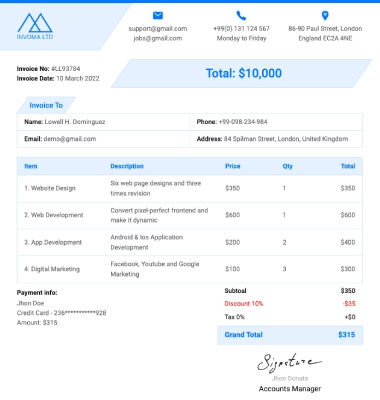 INVOMA LTD
support@gmail.com
jobs@gmail.com
+99(0) 131 124 567
Monday to Friday
86-90 Paul Street, London
England EC2A 4NE
Invoice No: #LL93784
Invoice Date: 10 March 2022
Total: $10,000
Invoice To
Name: Lowell H. Dominguez
Phone: +99-098-234-984
Email: demo@gmail.com
Address: 84 Spilman Street, London, United Kingdom
Item Description Price Qty Total
1. Website Design Six web page designs and three times revision $350 1 $350
2. Web Development Convert pixel-perfect frontend and make it dynamic $600 1 $600
3. App Development Android & Ios Application Development $200 2 $400
4. Digital Marketing Facebook, Youtube and Google Marketing $100 3 $300
Payment info:
Jhon Doe
Credit Card - 236***********928
Amount: $315
Subtoal $350
Discount 10% -$35
Tax 0% +$0
Grand Total $315
Signature
Jhon Donate
Accounts Manager